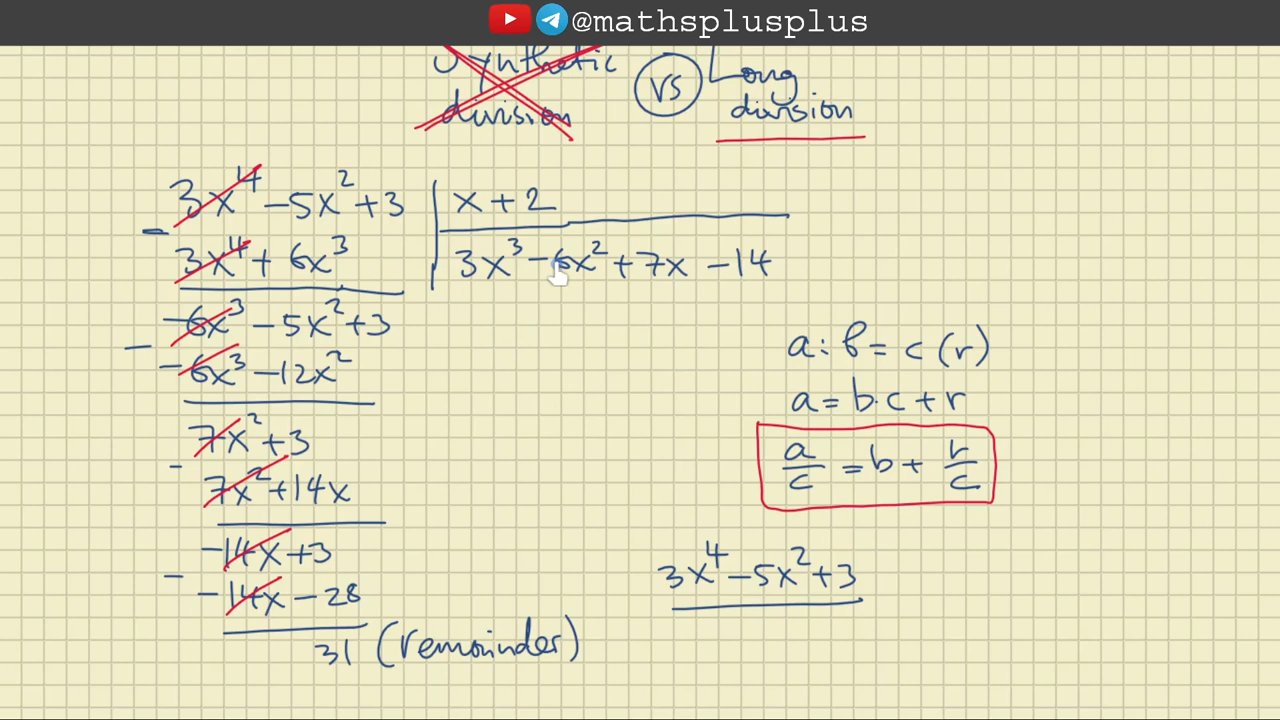 @mathsplusplus
Synthetic division VS Long division
3x⁴ - 5x² + 3 | x + 2
- 3x⁴ + 6x³ | 3x³ - 6x² + 7x - 14
-6x³ - 5x² + 3
- -6x³ - 12x²
7x² + 3
- 7x² + 14x
-14x + 3
- -14x - 28
31 (remainder)
a : b = c (r)
a = b·c + r
a/c = b + r/c
3x⁴ - 5x² + 3